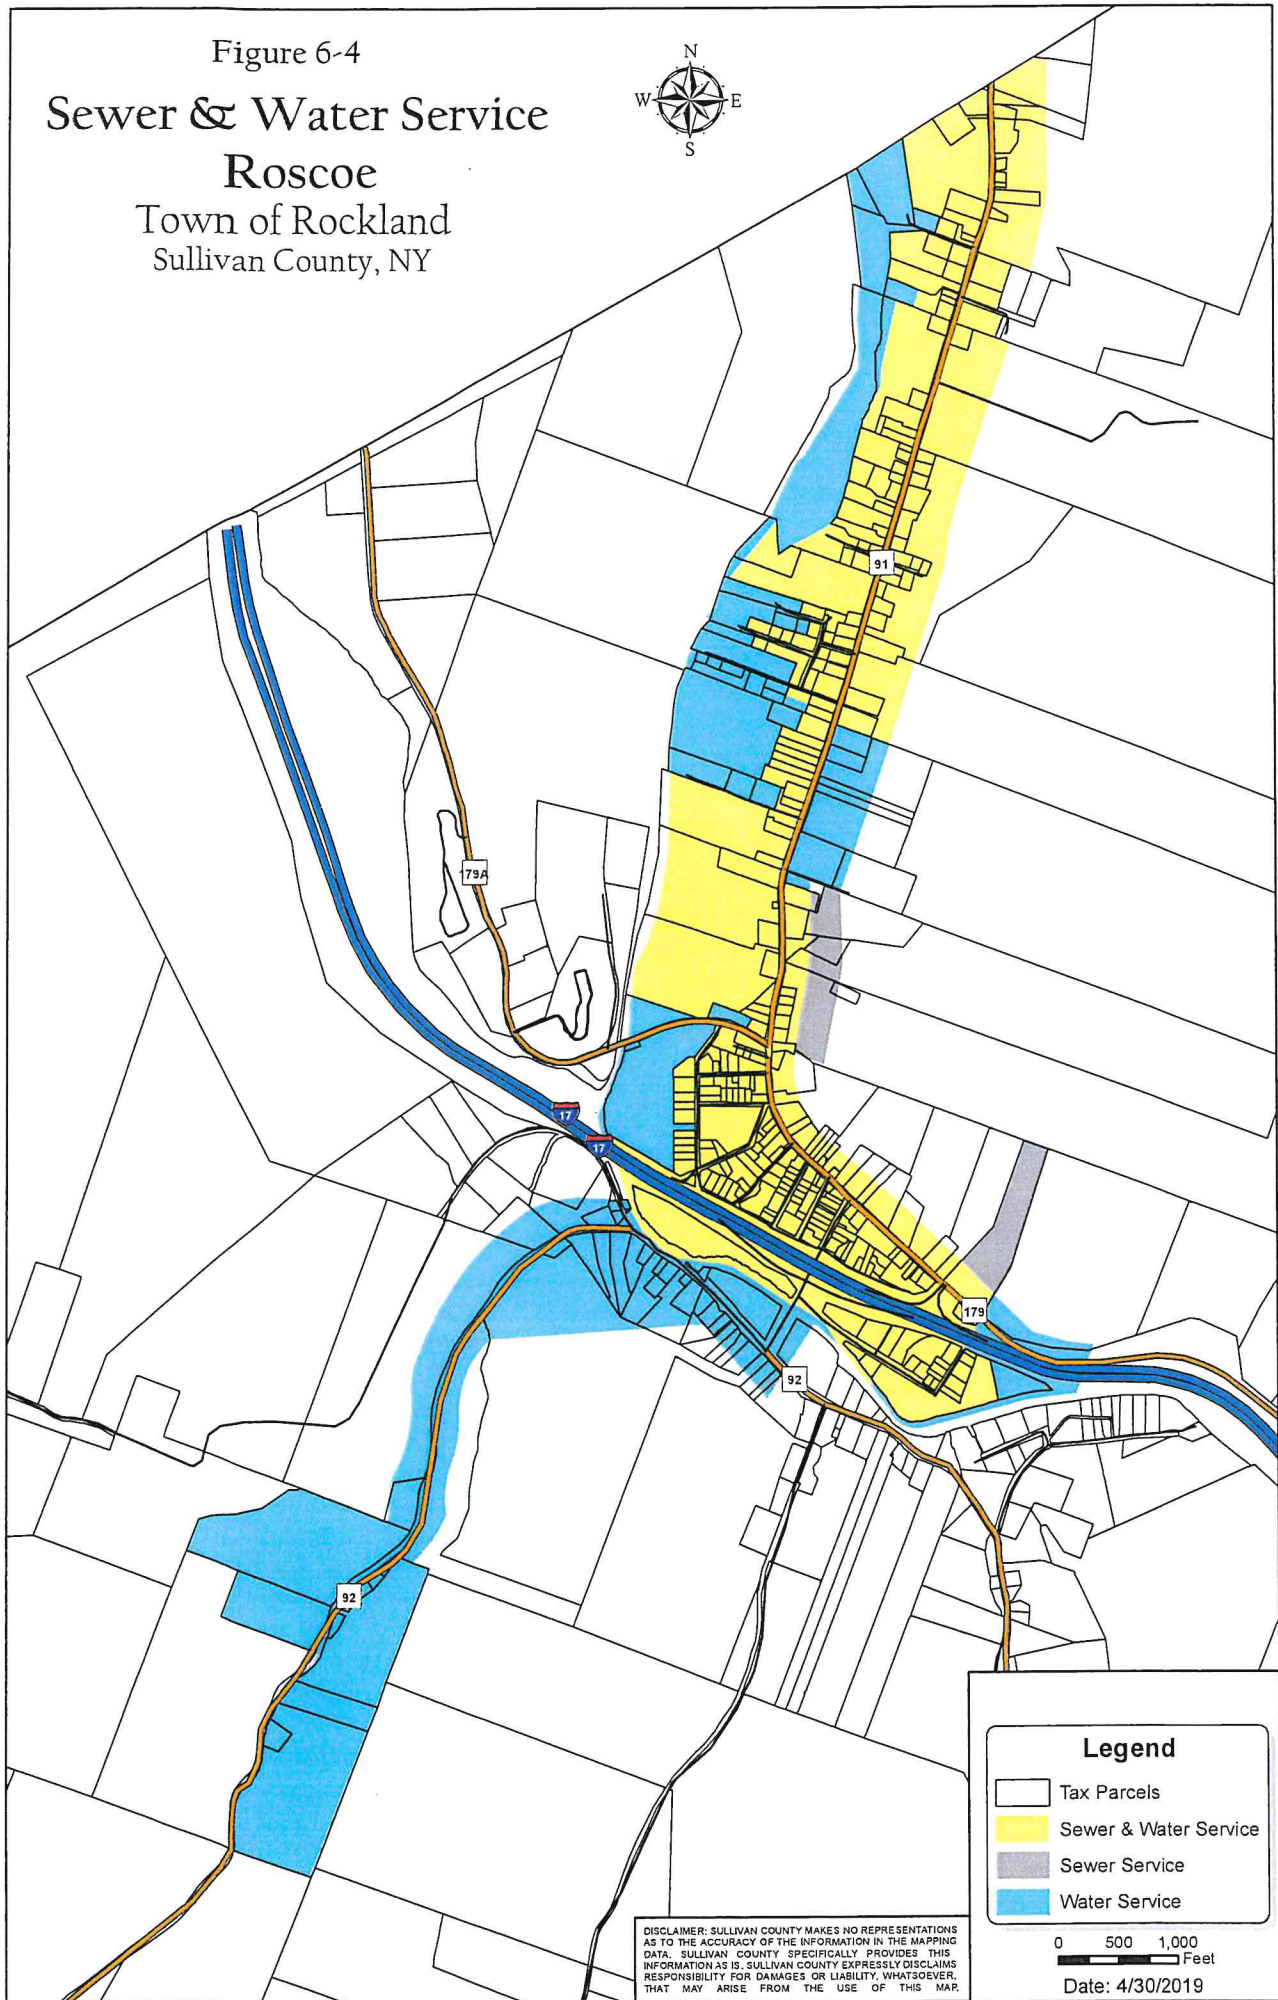 Figure 6-4
Sewer & Water Service
Roscoe
Town of Rockland
Sullivan County, NY
N
W E
S
91
179A
17
17
179
92
92
Legend
Tax Parcels
Sewer & Water Service
Sewer Service
Water Service
0 500 1,000
Feet
Date: 4/30/2019
DISCLAIMER: SULLIVAN COUNTY MAKES NO REPRESENTATIONS
AS TO THE ACCURACY OF THE INFORMATION IN THE MAPPING
DATA. SULLIVAN COUNTY SPECIFICALLY PROVIDES THIS
INFORMATION AS IS. SULLIVAN COUNTY EXPRESSLY DISCLAIMS
RESPONSIBILITY FOR DAMAGES OR LIABILITY, WHATSOEVER,
THAT MAY ARISE FROM THE USE OF THIS MAP.